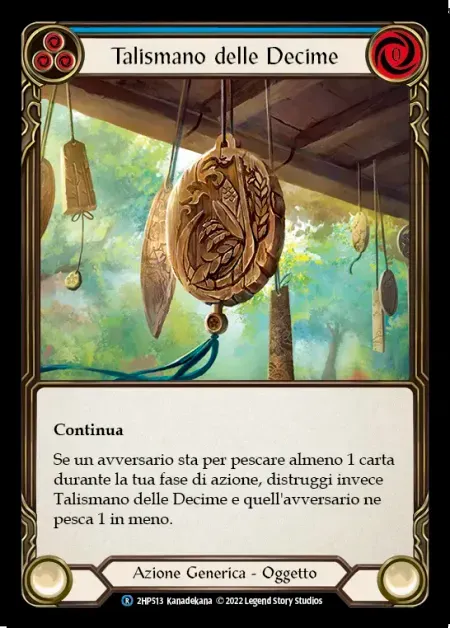 Talismano delle Decime
0
Continua
Se un avversario sta per pescare almeno 1 carta
durante la tua fase di azione, distruggi invece
Talismano delle Decime e quell'avversario ne
pesca 1 in meno.
Azione Generica - Oggetto
R 2HPS13 Kanadekana © 2022 Legend Story Studios